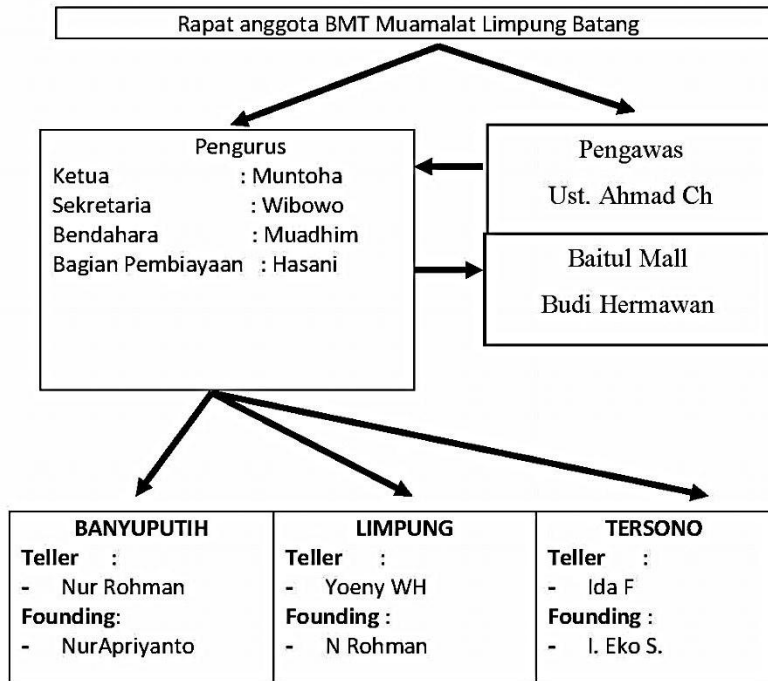 Rapat anggota BMT Muamalat Limpung Batang
Pengurus
Ketua : Muntoha
Sekretaria : Wibowo
Bendahara : Muadhim
Bagian Pembiayaan : Hasani
Pengawas
Ust. Ahmad Ch
Baitul Mall
Budi Hermawan
BANYUPUTIH
Teller :
- Nur Rohman
Founding:
- NurApriyanto
LIMPUNG
Teller :
- Yoeny WH
Founding :
- N Rohman
TERSONO
Teller :
- Ida F
Founding :
- I. Eko S.